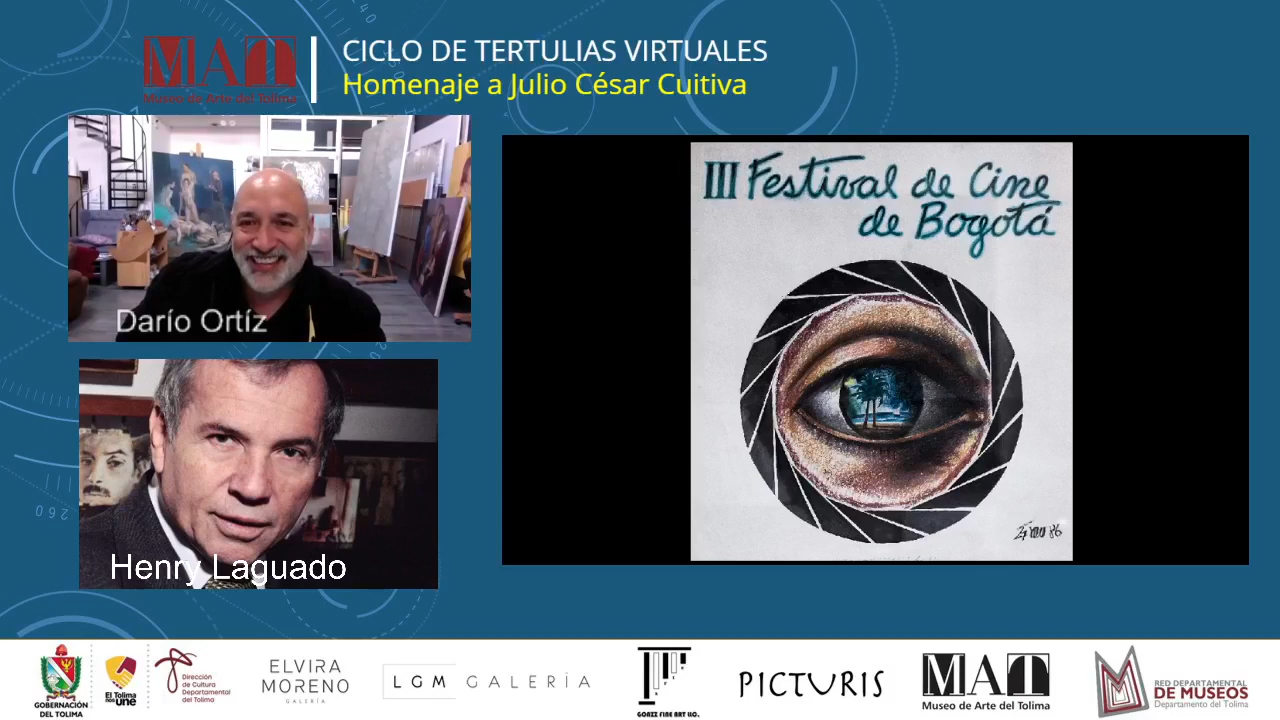 MAT
Museo de Arte del Tolima
CICLO DE TERTULIAS VIRTUALES
Homenaje a Julio César Cuitiva
Darío Ortíz
Henry Laguado
III Festival de Cine
de Bogotá
86
260
GOBERNACIÓN
DEL TOLIMA
El Tolima
nos UNE
Dirección
de Cultura
Departamental
del Tolima
ELVIRA
MORENO
GALERÍA
LGM GALERÍA
GONZZ FINE ART LLC.
PICTURIS
MAT
Museo de Arte del Tolima
RED DEPARTAMENTAL
DE MUSEOS
Departamento del Tolima